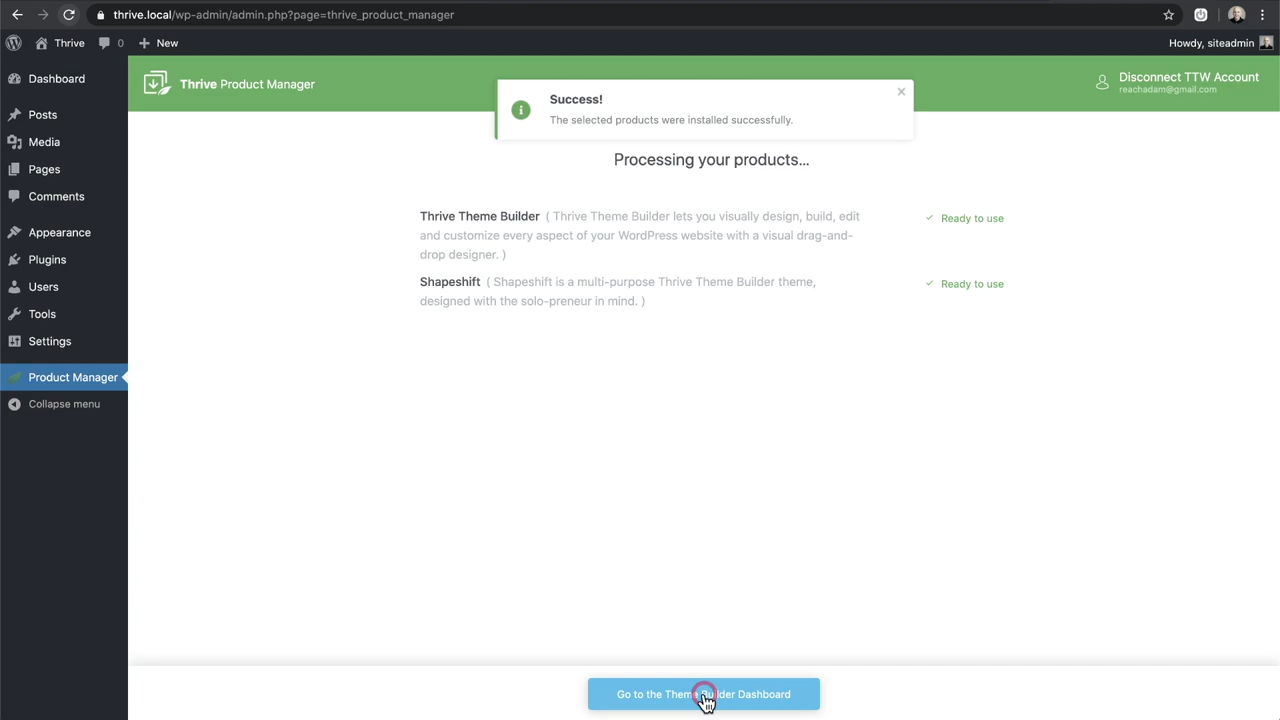 thrive.local/wp-admin/admin.php?page=thrive_product_manager
Thrive
0
New
Howdy, siteadmin
Dashboard
Posts
Media
Pages
Comments
Appearance
Plugins
Users
Tools
Settings
Product Manager
Collapse menu
Thrive Product Manager
Success!
The selected products were installed successfully.
Disconnect TTW Account
reachadam@gmail.com
Processing your products...
Thrive Theme Builder ( Thrive Theme Builder lets you visually design, build, edit
and customize every aspect of your WordPress website with a visual drag-and-
drop designer. )
Ready to use
Shapeshift ( Shapeshift is a multi-purpose Thrive Theme Builder theme,
designed with the solo-preneur in mind. )
Ready to use
Go to the Theme Builder Dashboard